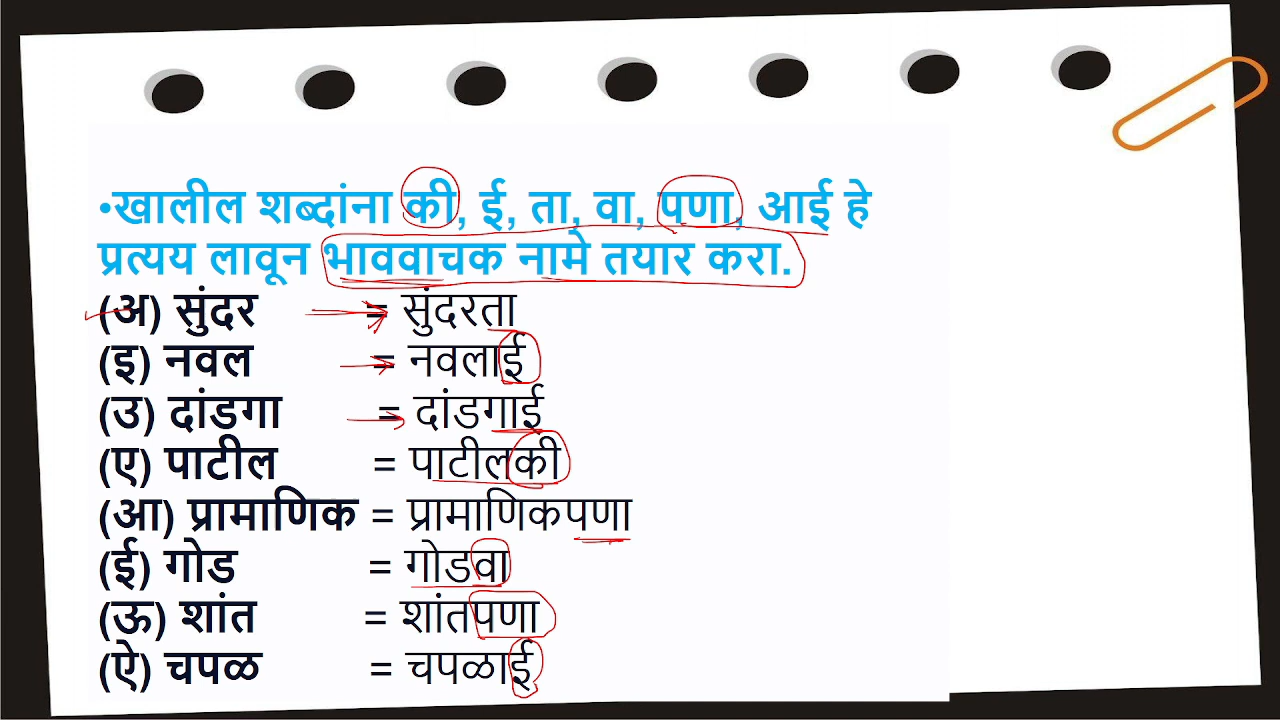 •खालील शब्दांना की, ई, ता, वा, पणा, आई हे
प्रत्यय लावून भाववाचक नामे तयार करा.
(अ) सुंदर = सुंदरता
(इ) नवल = नवलाई
(उ) दांडगा = दांडगाई
(ए) पाटील = पाटीलकी
(आ) प्रामाणिक = प्रामाणिकपणा
(ई) गोड = गोडवा
(ऊ) शांत = शांतपणा
(ऐ) चपळ = चपळाई